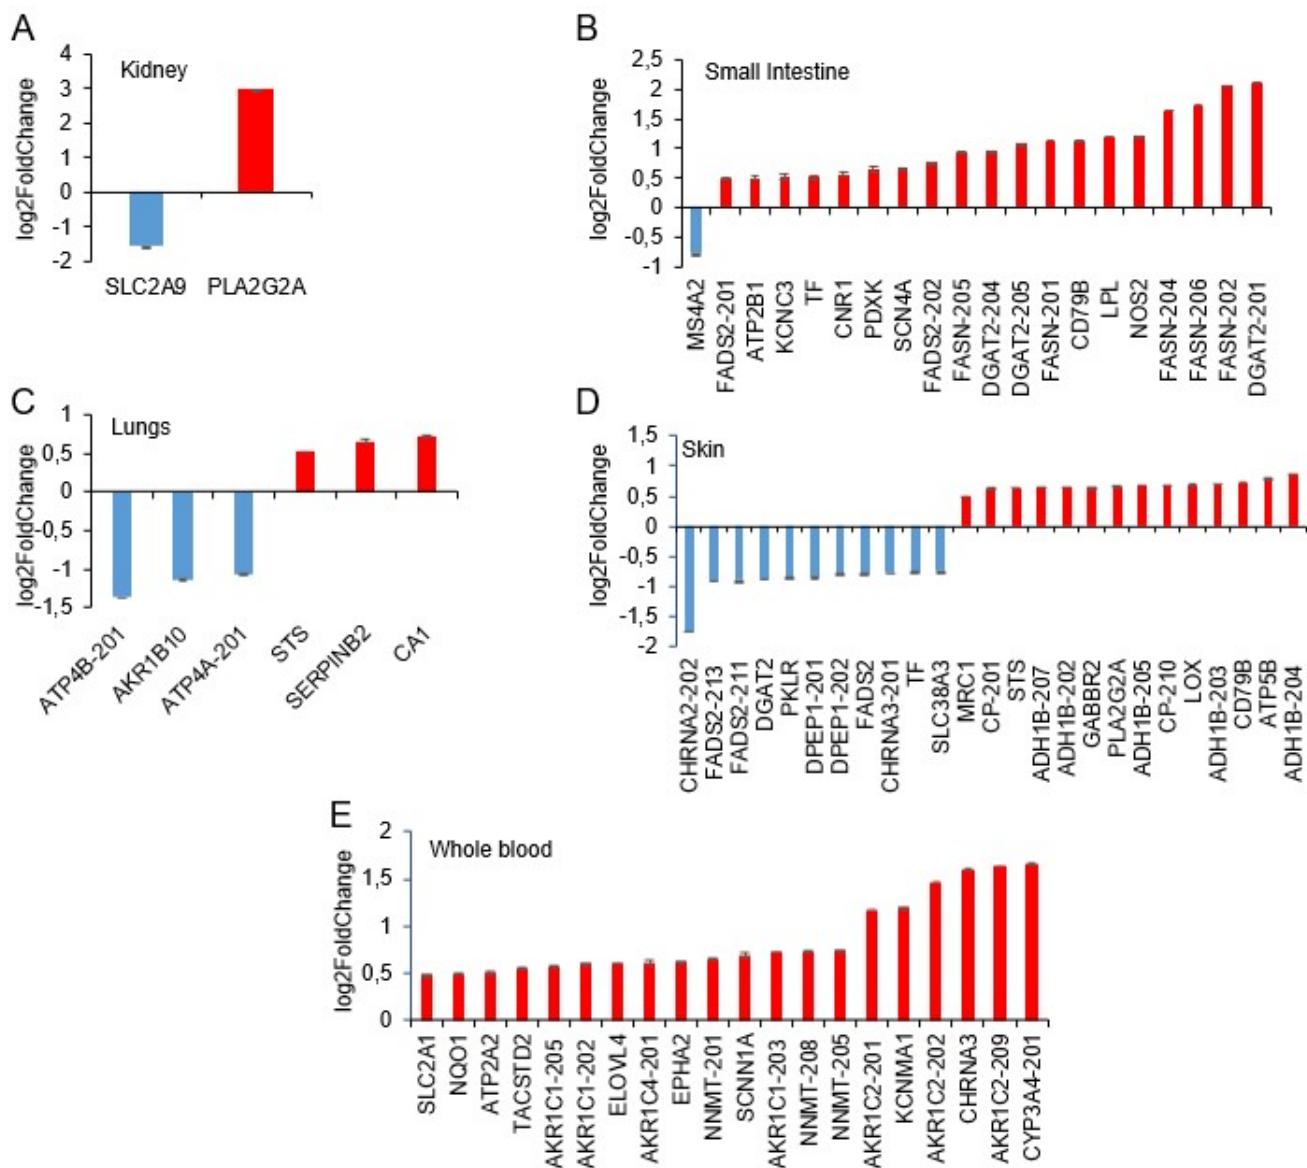 A
Kidney
log2FoldChange
4
3
2
1
0
-1
-2
SLC2A9
PLA2G2A
B
Small Intestine
log2FoldChange
2,5
2
1,5
1
0,5
0
-0,5
-1
MS4A2
FADS2-201
ATP2B1
KCNC3
TF
CNR1
PDXK
SCN4A
FADS2-202
FASN-205
DGAT2-204
DGAT2-205
FASN-201
CD79B
LPL
NOS2
FASN-204
FASN-206
FASN-202
DGAT2-201
C
Lungs
log2FoldChange
1
0,5
0
-0,5
-1
-1,5
ATP4B-201
AKR1B10
ATP4A-201
STS
SERPINB2
CA1
D
Skin
log2FoldChange
1,5
1
0,5
0
-0,5
-1
-1,5
-2
CHRNA2-202
FADS2-213
FADS2-211
DGAT2
PKLR
DPEP1-201
DPEP1-202
FADS2
CHRNA3-201
TF
SLC38A3
MRC1
CP-201
STS
ADH1B-207
ADH1B-202
GABBR2
PLA2G2A
ADH1B-205
CP-210
LOX
ADH1B-203
CD79B
ATP5B
ADH1B-204
E
Whole blood
log2FoldChange
2
1,5
1
0,5
0
SLC2A1
NQO1
ATP2A2
TACSTD2
AKR1C1-205
AKR1C1-202
ELOVL4
AKR1C4-201
EPHA2
NNMT-201
SCNN1A
AKR1C1-203
NNMT-208
NNMT-205
AKR1C2-201
KCNMA1
AKR1C2-202
CHRNA3
AKR1C2-209
CYP3A4-201